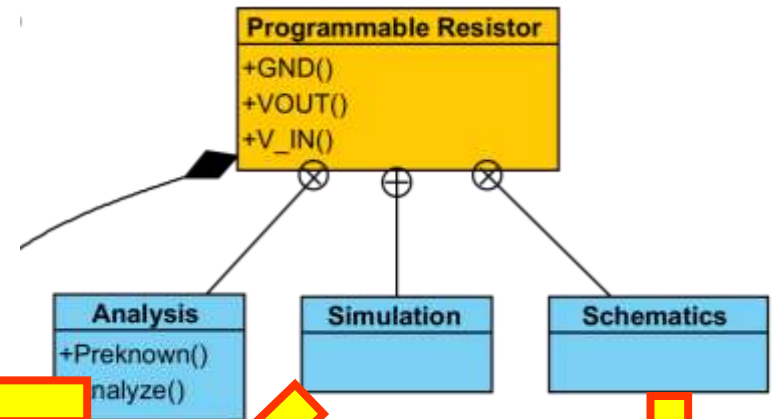 Programmable Resistor
+GND()
+VOUT()
+V_IN()
Analysis
+Preknown()
nalyze()
Simulation
Schematics